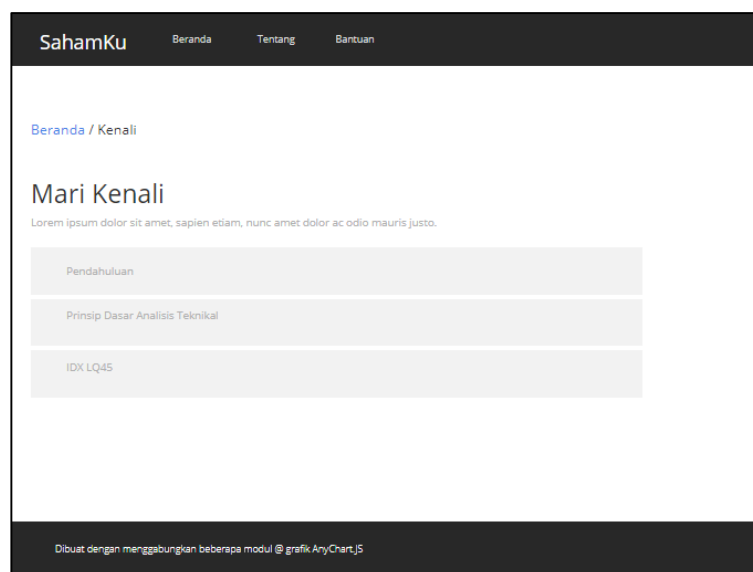 SahamKu Beranda Tentang Bantuan
Beranda / Kenali
Mari Kenali
Lorem ipsum dolor sit amet, sapien etiam, nunc amet dolor ac odio mauris justo.
Pendahuluan
Prinsip Dasar Analisis Teknikal
IDX LQ45
Dibuat dengan menggabungkan beberapa modul @ grafik AnyChart.JS